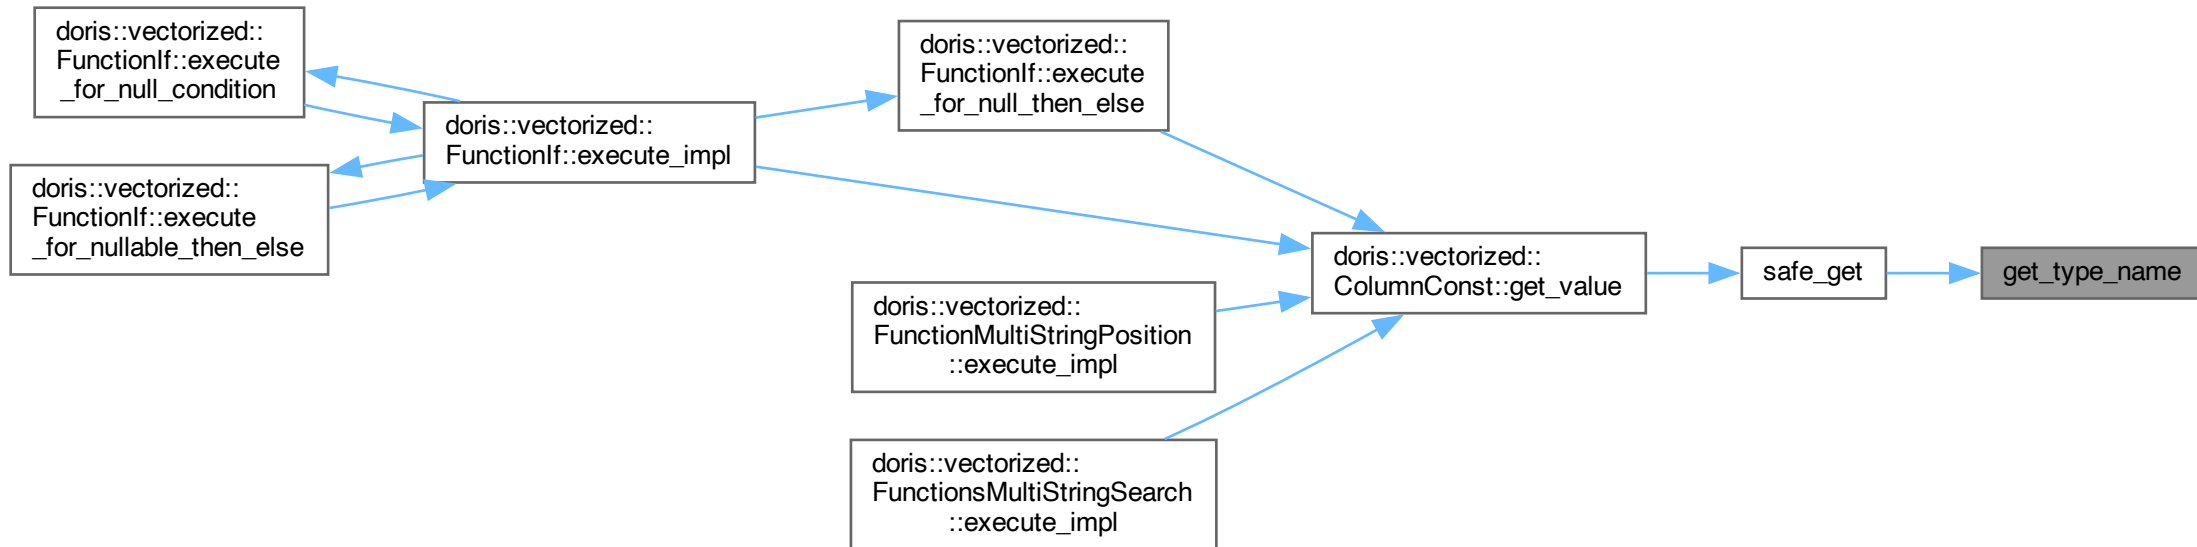 doris::vectorized::
FunctionIf::execute
_for_null_condition
doris::vectorized::
FunctionIf::execute
_for_nullable_then_else
doris::vectorized::
FunctionIf::execute_impl
doris::vectorized::
FunctionIf::execute
_for_null_then_else
doris::vectorized::
FunctionMultiStringPosition
::execute_impl
doris::vectorized::
FunctionsMultiStringSearch
::execute_impl
doris::vectorized::
ColumnConst::get_value
safe_get
get_type_name